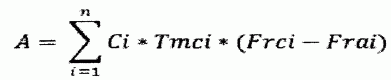 A = \sum_{i=1}^{n} Ci * Tmci * (Frci − Frai)